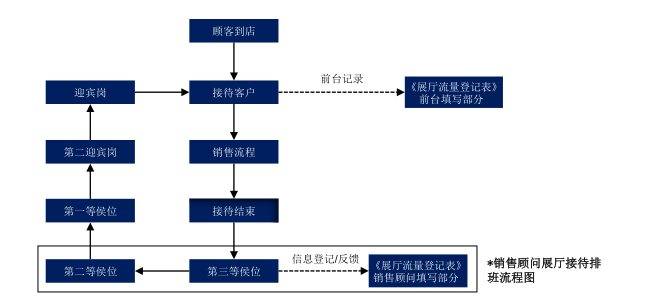 顾客到店
前台记录
迎宾岗
接待客户
《展厅流量登记表》
前台填写部分
第二迎宾岗
销售流程
第一等候位
接待结束
信息登记/反馈
第二等候位
第三等候位
《展厅流量登记表》
销售顾问填写部分
*销售顾问展厅接待排
班流程图